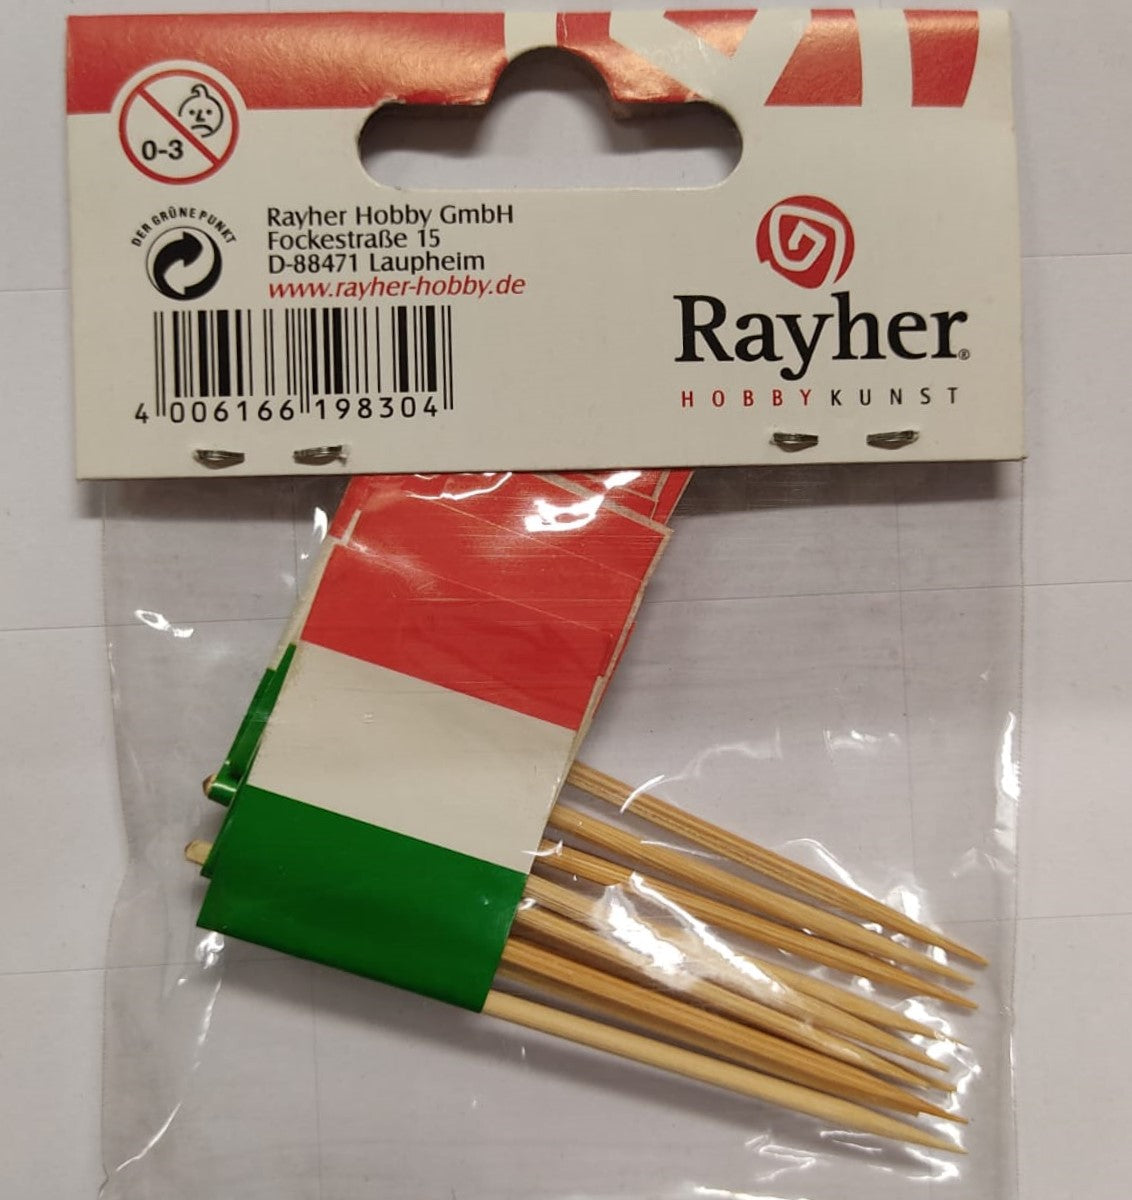 0-3
DER GRÜNE PUNKT
Rayher Hobby GmbH
Fockestraße 15
D-88471 Laupheim
www.rayher-hobby.de
4 006166 198304
Rayher®
HOBBYKUNST